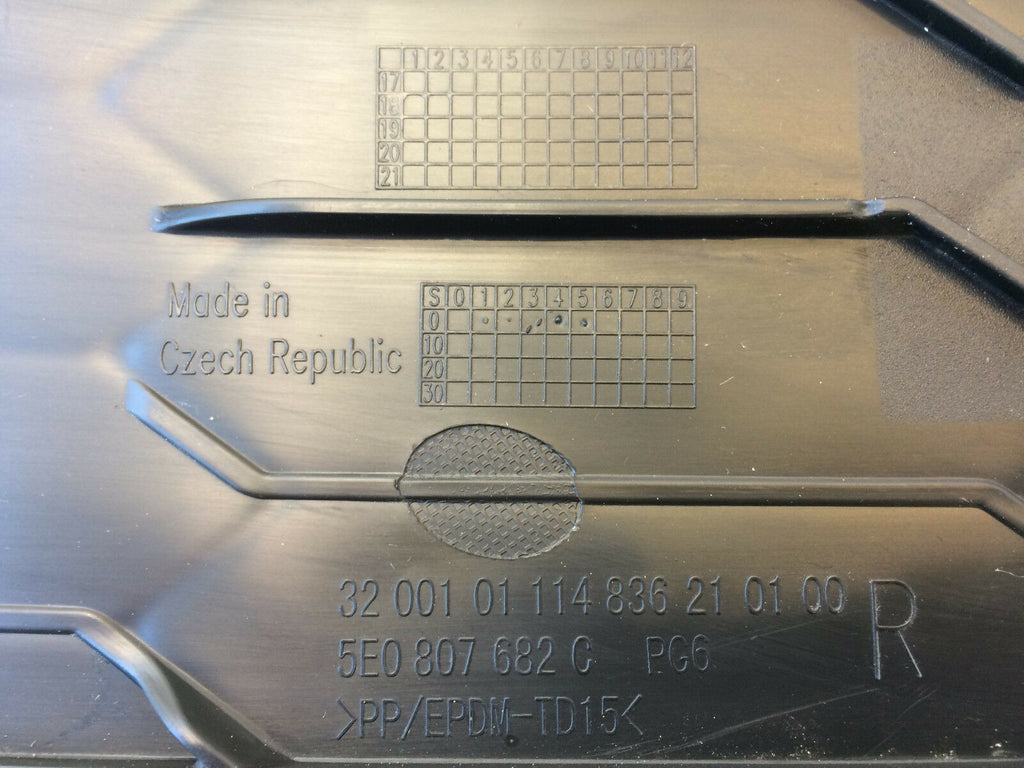 1 2 3 4 5 6 7 8 9 10 11 12
17
18
19
20
21
Made in
Czech Republic
S 0 1 2 3 4 5 6 7 8 9
0
10
20
30
32 001 01 114 836 21 01 00
5E0 807 682 C PG6
>PP/EPDM-TD15<
R